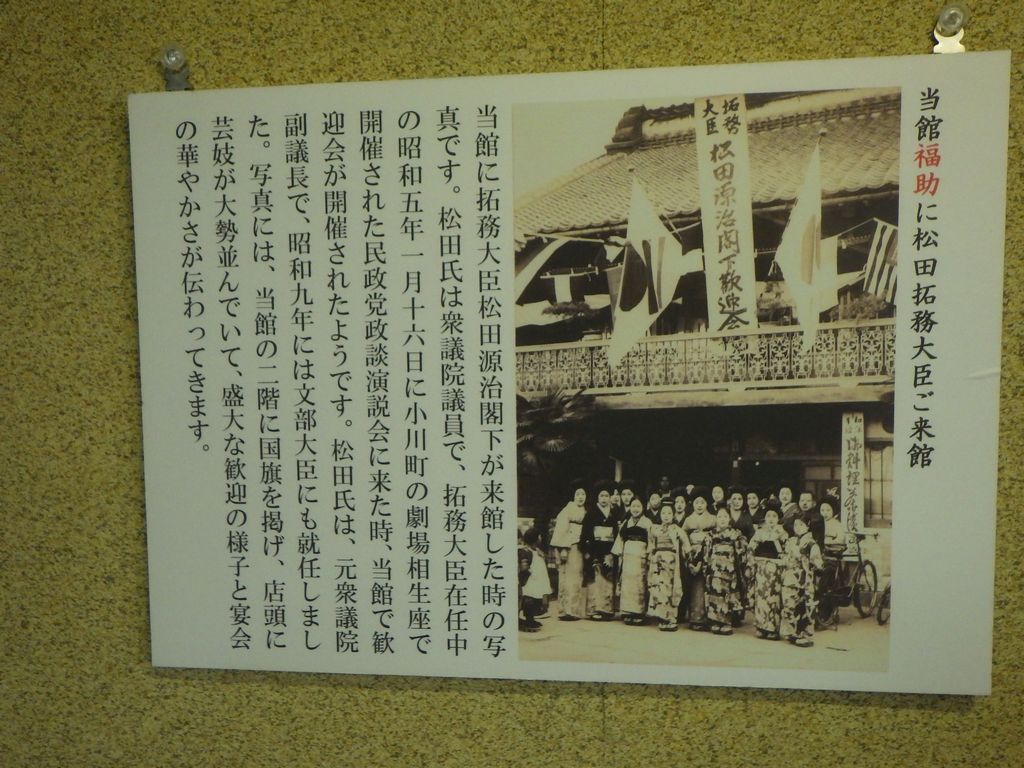 当館福助に松田拓務大臣ご来館
拓務
大臣
松田源治閣下歓迎会
御料理
当館に拓務大臣松田源治閣下が来館した時の写
真です。松田氏は衆議院議員で、拓務大臣在任中
の昭和五年一月十六日に小川町の劇場相生座で
開催された民政党政談演説会に来た時、当館で歓
迎会が開催されたようです。松田氏は、元衆議院
副議長で、昭和九年には文部大臣にも就任しまし
た。写真には、当館の二階に国旗を掲げ、店頭に
芸妓が大勢並んでいて、盛大な歓迎の様子と宴会
の華やかさが伝わってきます。